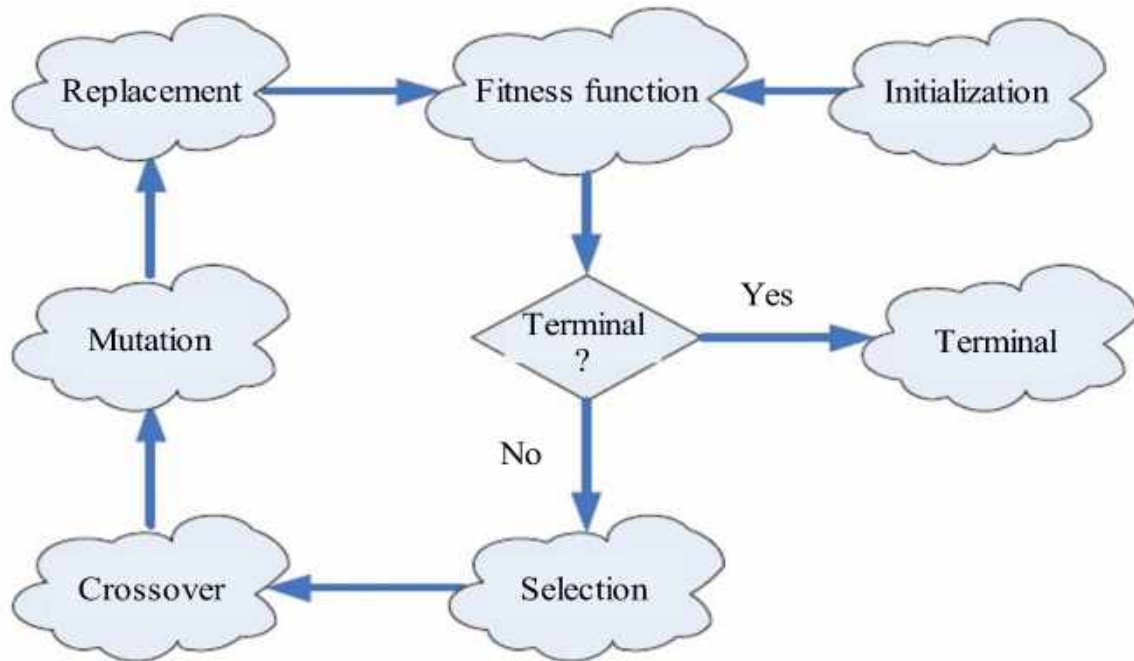 Replacement
Fitness function
Initialization
Yes
Terminal
?
Terminal
Mutation
No
Crossover
Selection